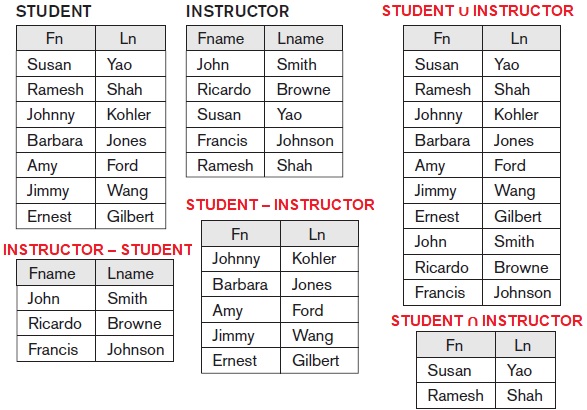 STUDENT
Fn Ln
Susan Yao
Ramesh Shah
Johnny Kohler
Barbara Jones
Amy Ford
Jimmy Wang
Ernest Gilbert
INSTRUCTOR
Fname Lname
John Smith
Ricardo Browne
Susan Yao
Francis Johnson
Ramesh Shah
STUDENT ∪ INSTRUCTOR
Fn Ln
Susan Yao
Ramesh Shah
Johnny Kohler
Barbara Jones
Amy Ford
Jimmy Wang
Ernest Gilbert
John Smith
Ricardo Browne
Francis Johnson
INSTRUCTOR – STUDENT
Fname Lname
John Smith
Ricardo Browne
Francis Johnson
STUDENT – INSTRUCTOR
Fn Ln
Johnny Kohler
Barbara Jones
Amy Ford
Jimmy Wang
Ernest Gilbert
STUDENT ∩ INSTRUCTOR
Fn Ln
Susan Yao
Ramesh Shah